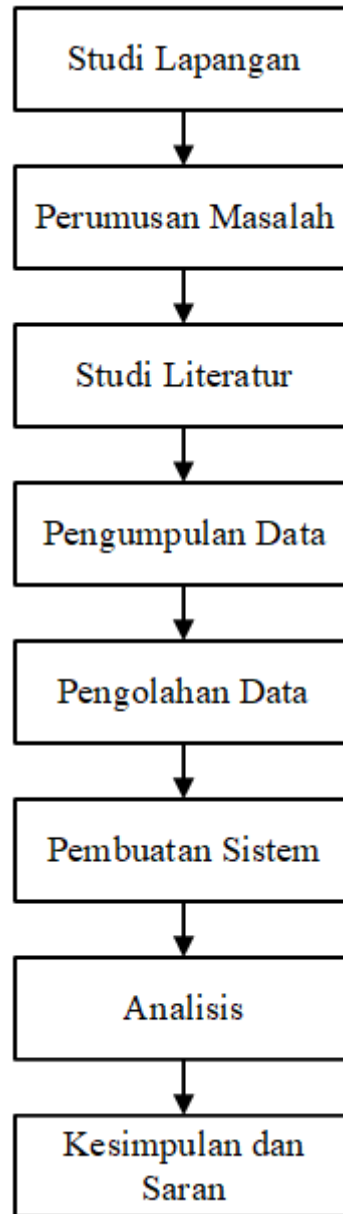 Studi Lapangan
Perumusan Masalah
Studi Literatur
Pengumpulan Data
Pengolahan Data
Pembuatan Sistem
Analisis
Kesimpulan dan
Saran